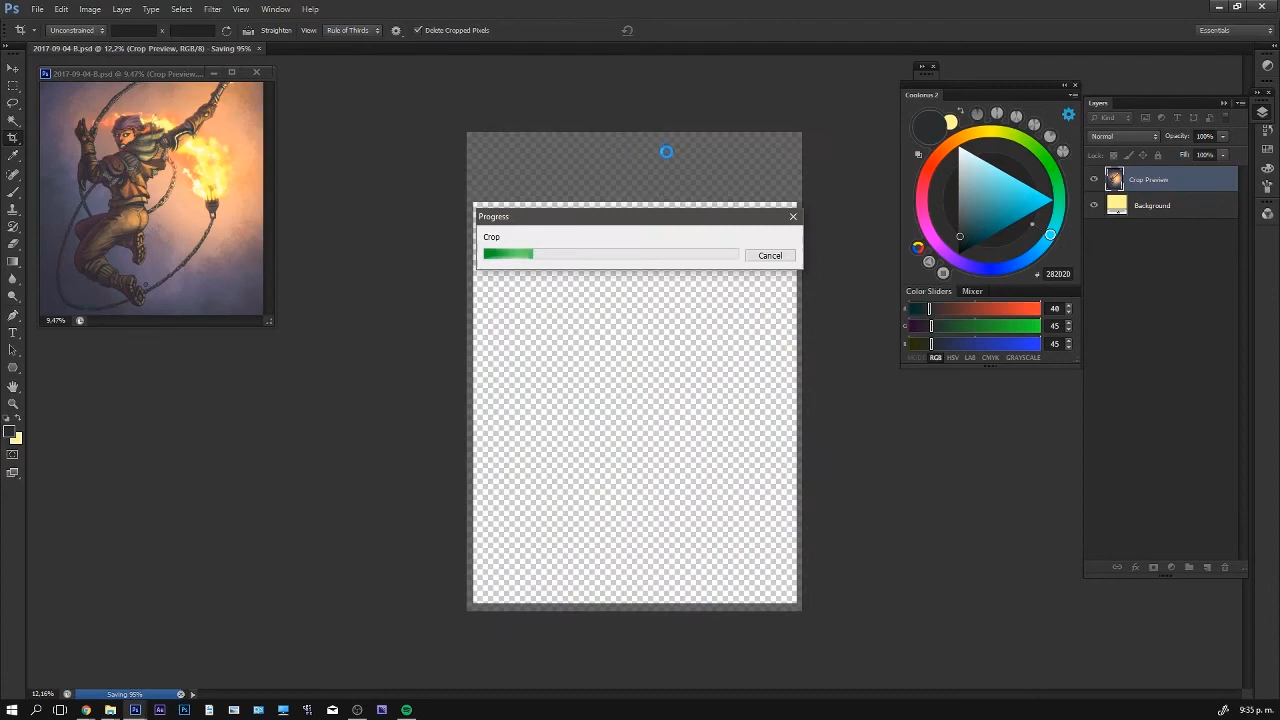 Ps File Edit Image Layer Type Select Filter View Window Help
Unconstrained x Straighten View: Rule of Thirds Delete Cropped Pixels Essentials
2017-09-04-B.psd @ 12,2% (Crop Preview, RGB/8) - Saving 95% ×
2017-09-04-B.psd @ 9.47% (Crop Preview,...
9.47%
Progress
Crop
Cancel
Coolorus 2
# 282D2D
Color Sliders Mixer
R 40
G 45
B 45
RGB HSV LAB CMYK GRAYSCALE
Layers
Kind
Normal Opacity: 100%
Lock: Fill: 100%
Crop Preview
Background
12,16% Saving 95%
9:35 p. m.